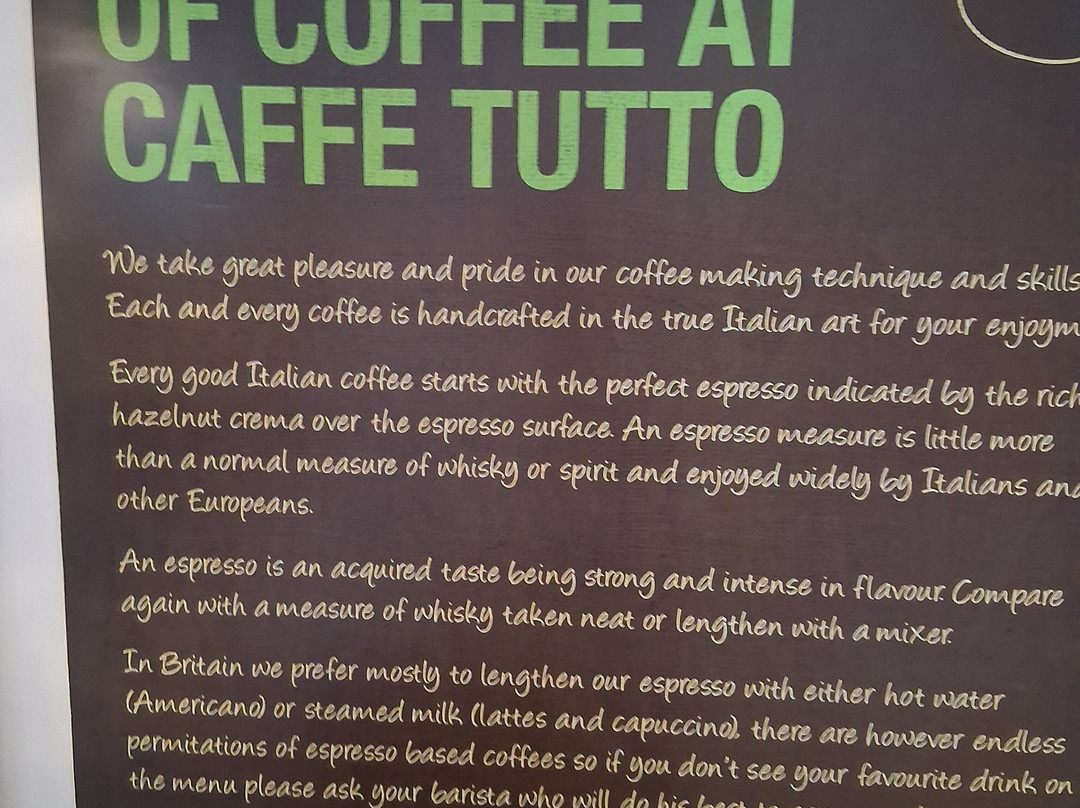 OF COFFEE AT
CAFFE TUTTO
We take great pleasure and pride in our coffee making technique and skills
Each and every coffee is handcrafted in the true Italian art for your enjoym
Every good Italian coffee starts with the perfect espresso indicated by the rich
hazelnut crema over the espresso surface. An espresso measure is little more
than a normal measure of whisky or spirit and enjoyed widely by Italians and
other Europeans.
An espresso is an acquired taste being strong and intense in flavour. Compare
again with a measure of whisky taken neat or lengthen with a mixer.
In Britain we prefer mostly to lengthen our espresso with either hot water
(Americano) or steamed milk (lattes and capuccino), there are however endless
permitations of espresso based coffees so if you don't see your favourite drink on
the menu please ask your barista who will do his best to